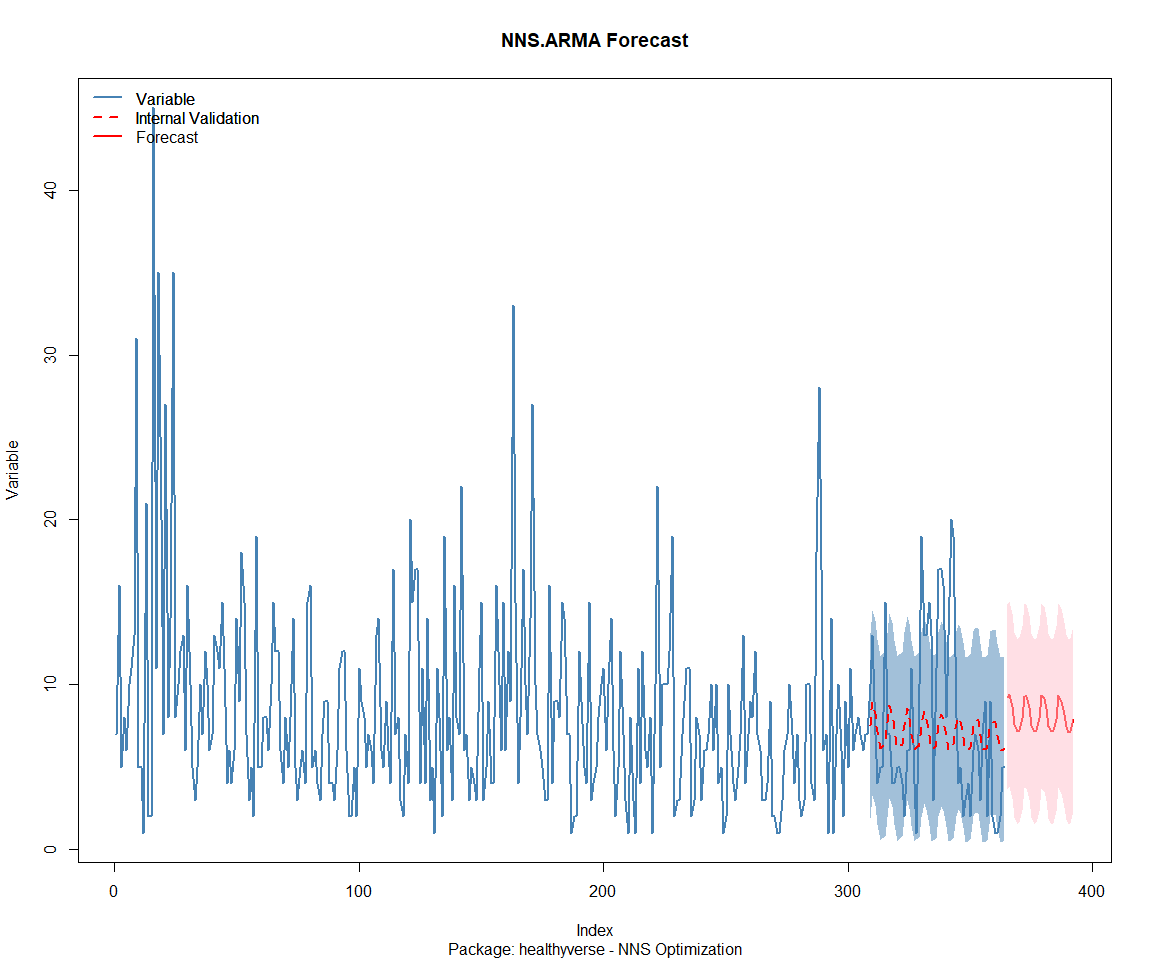 NNS.ARMA Forecast
Variable
Internal Validation
Forecast
Variable
40
30
20
10
0
0
100
200
300
400
Index
Package: healthyverse - NNS Optimization